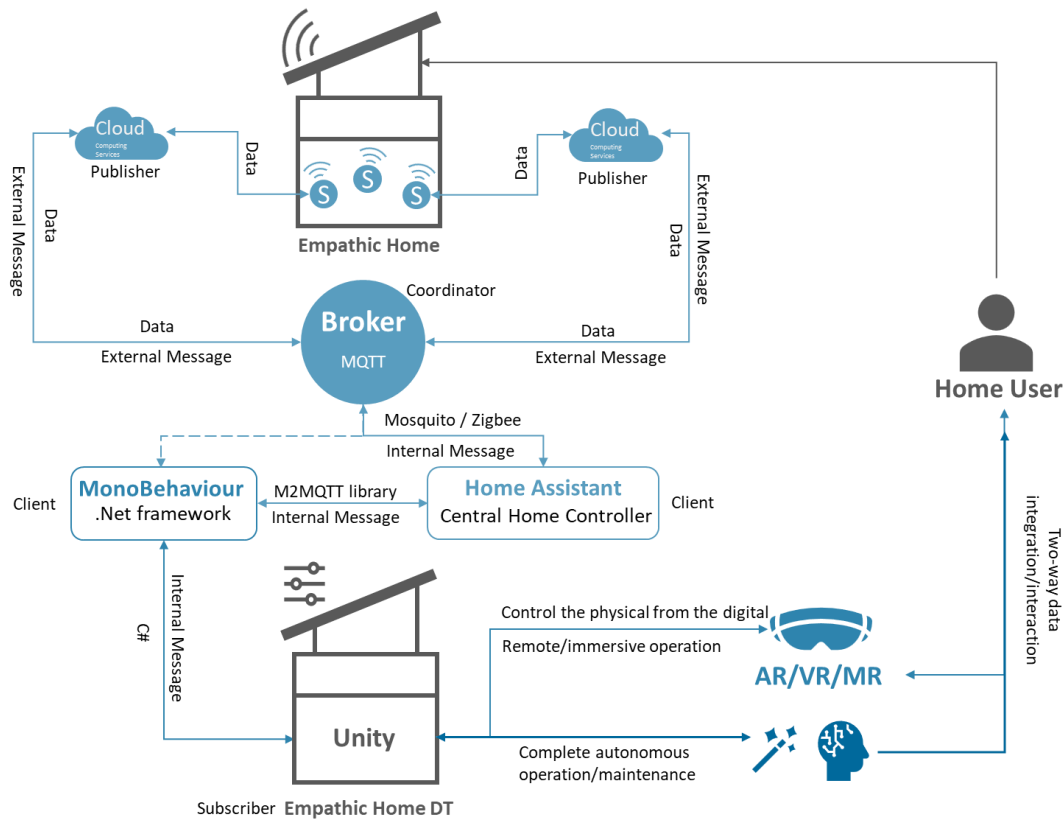 Cloud
Computing
Services
Publisher
Data
S
S
S
Data
Cloud
Computing
Services
Publisher
Empathic Home
External Message
Data
External Message
Data
Coordinator
Broker
MQTT
Data
External Message
Data
External Message
Home User
Mosquito / Zigbee
Internal Message
Client
MonoBehaviour
.Net framework
M2MQTT library
Internal Message
Home Assistant
Central Home Controller
Client
Internal Message
C#
Two-way data
integration/interaction
Control the physical from the digital
Remote/immersive operation
AR/VR/MR
Unity
Complete autonomous
operation/maintenance
Subscriber
Empathic Home DT